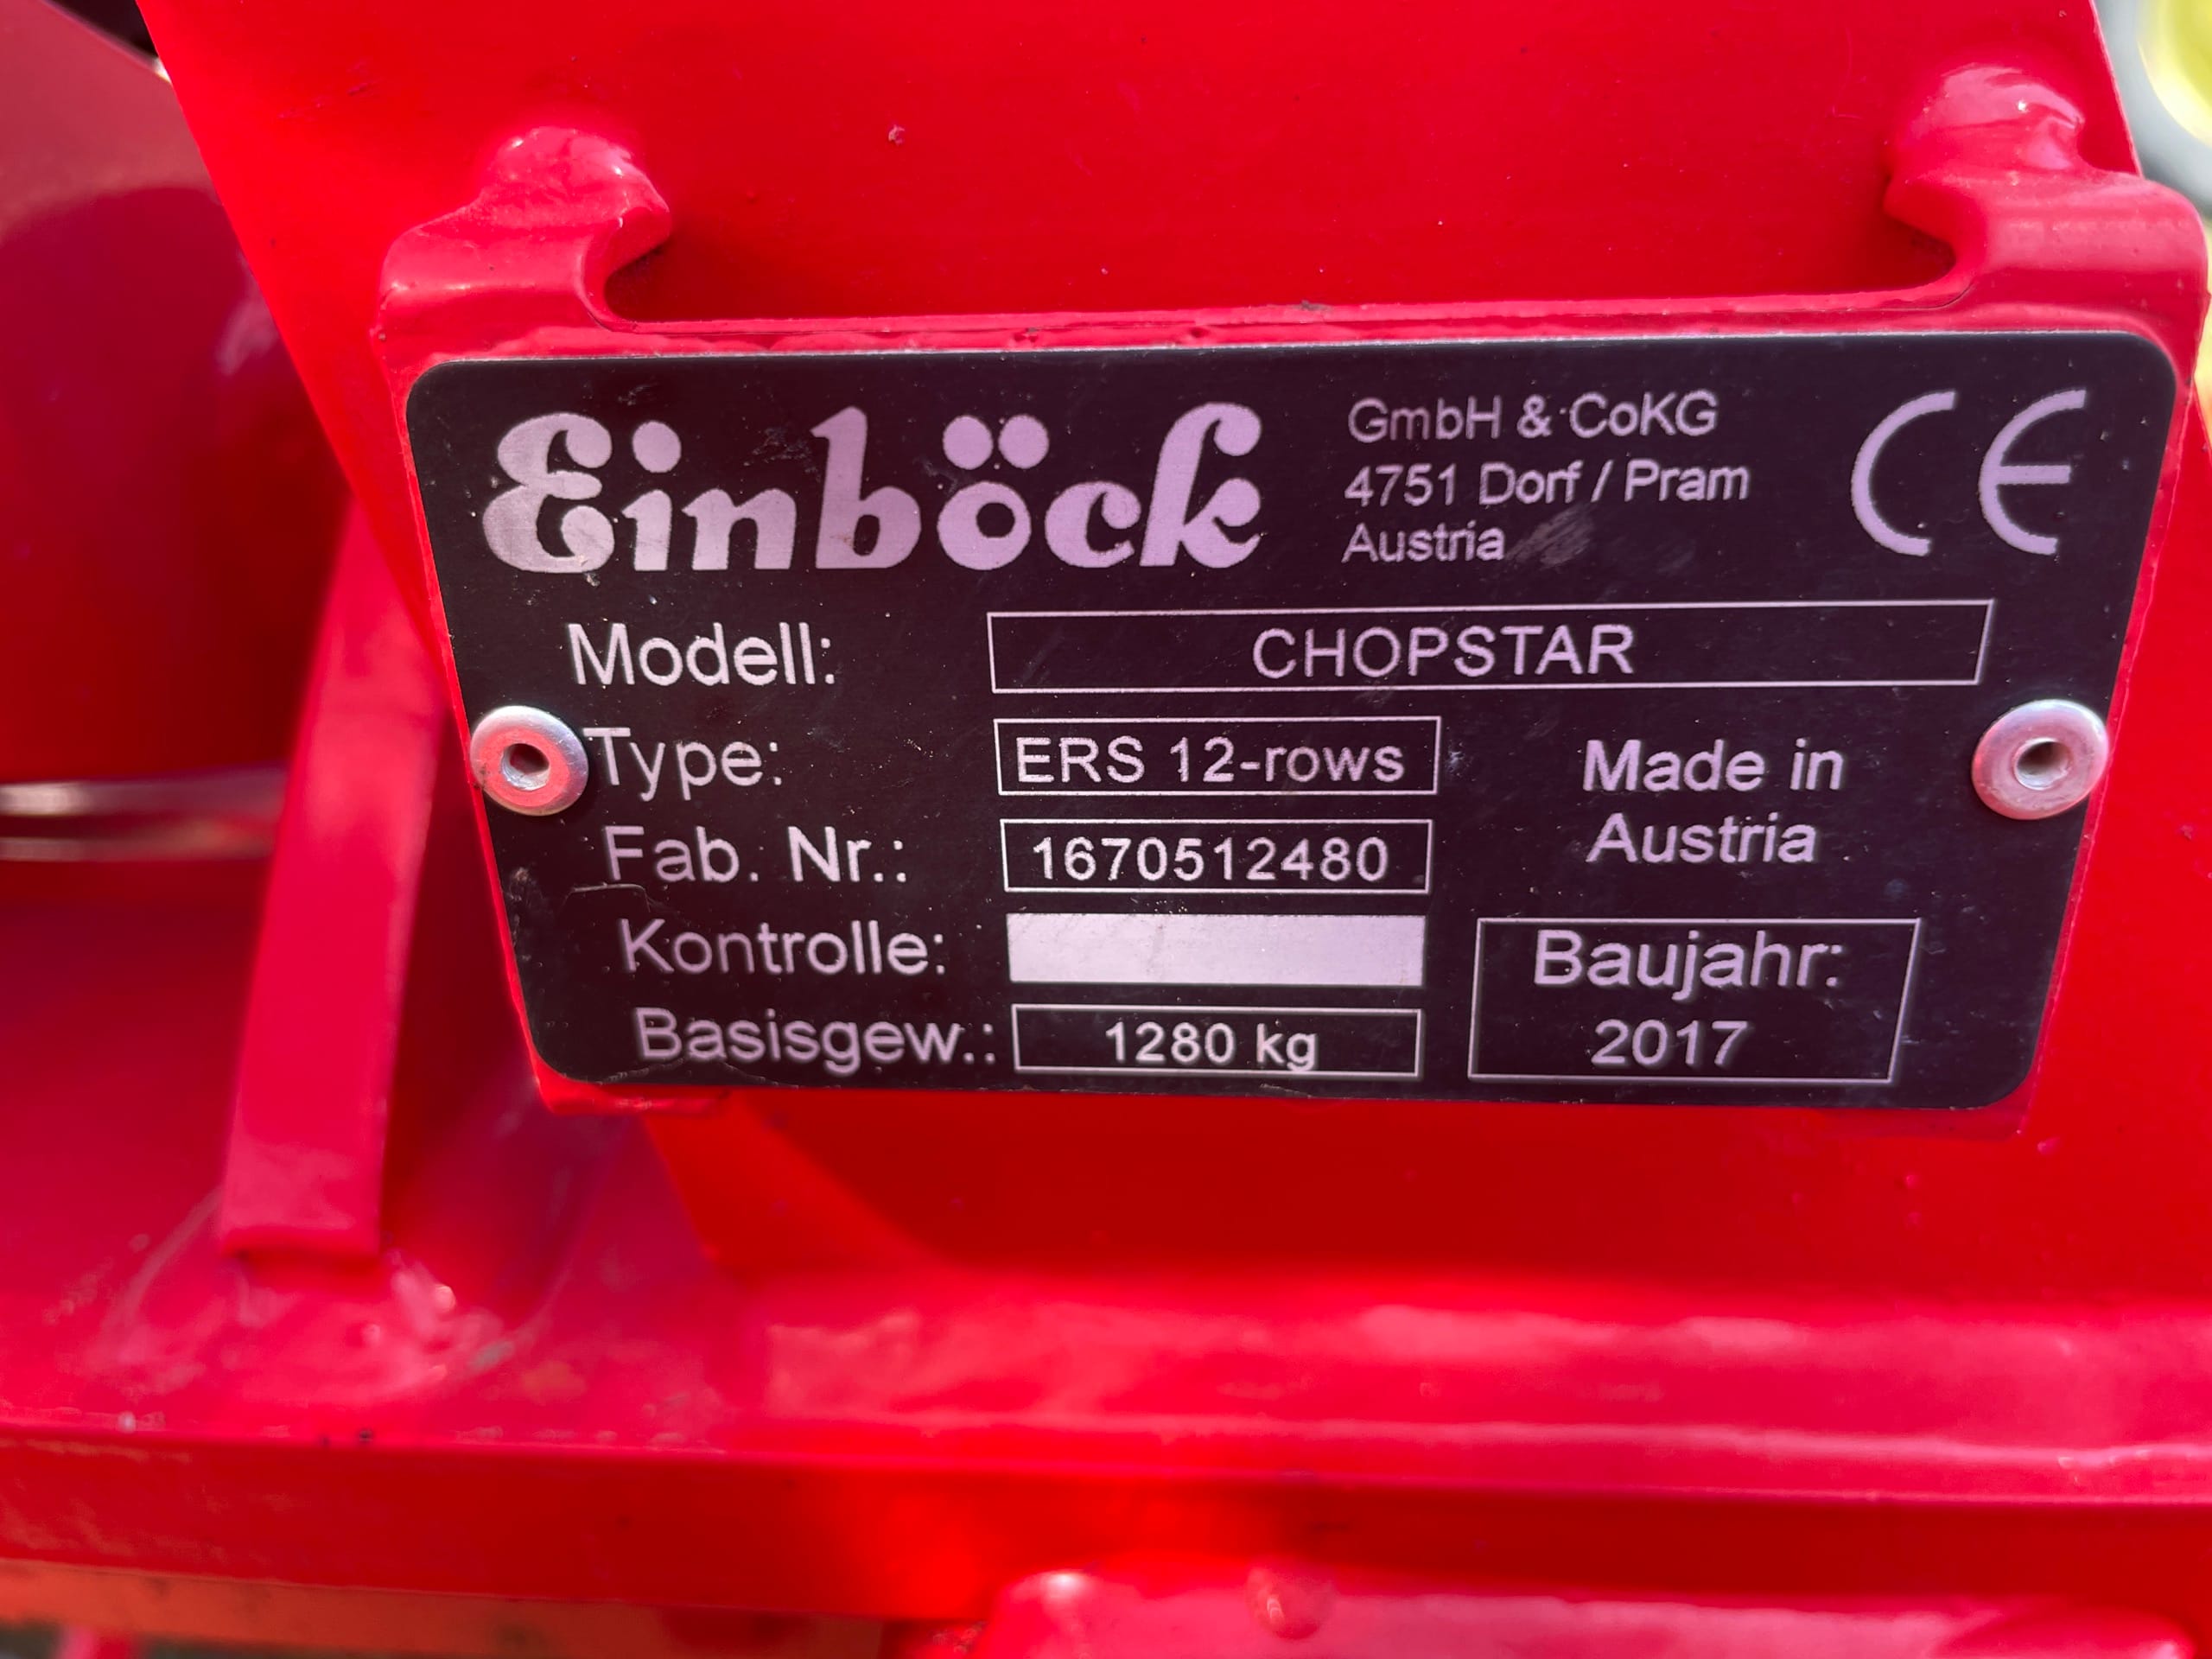 Einböck
GmbH & CoKG
4751 Dorf / Pram
Austria
CE
Modell: CHOPSTAR
Type: ERS 12-rows
Fab. Nr.: 1670512480
Kontrolle:
Basisgew.: 1280 kg
Made in
Austria
Baujahr:
2017